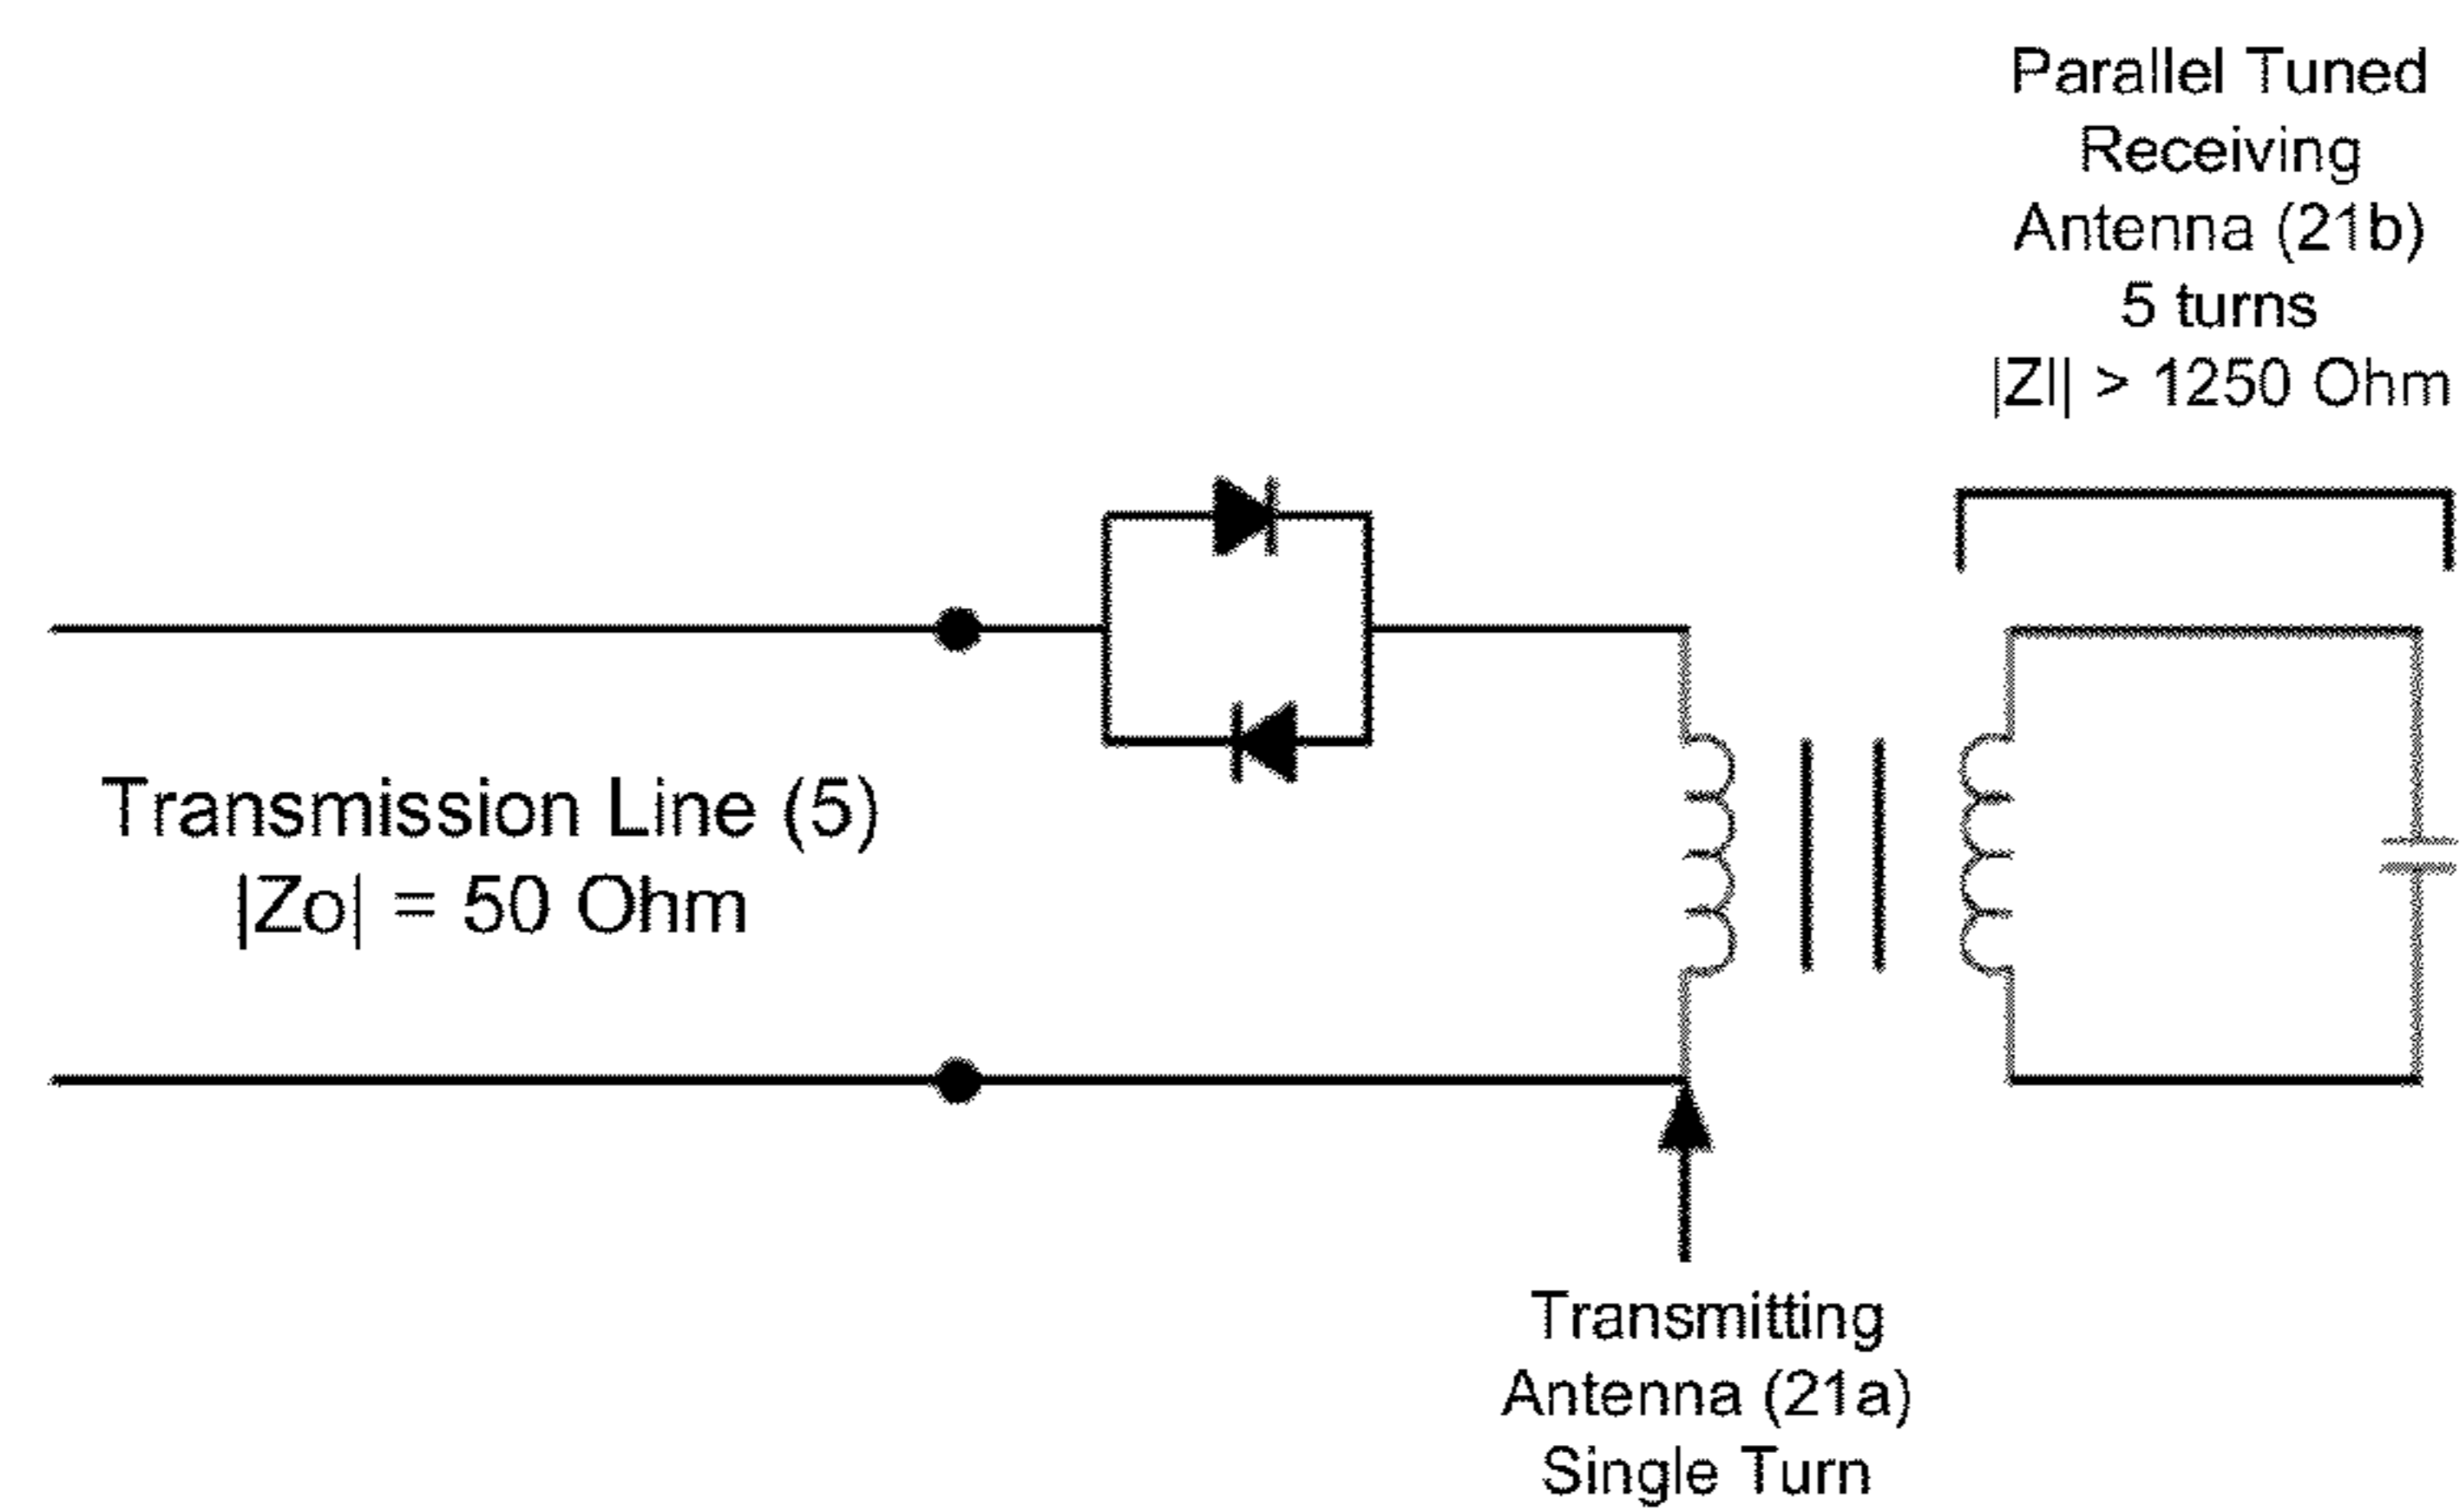 Parallel Tuned
Receiving
Antenna (21b)
5 turns
|Zl| > 1250 Ohm
Transmission Line (5)
|Zo| = 50 Ohm
Transmitting
Antenna (21a)
Single Turn